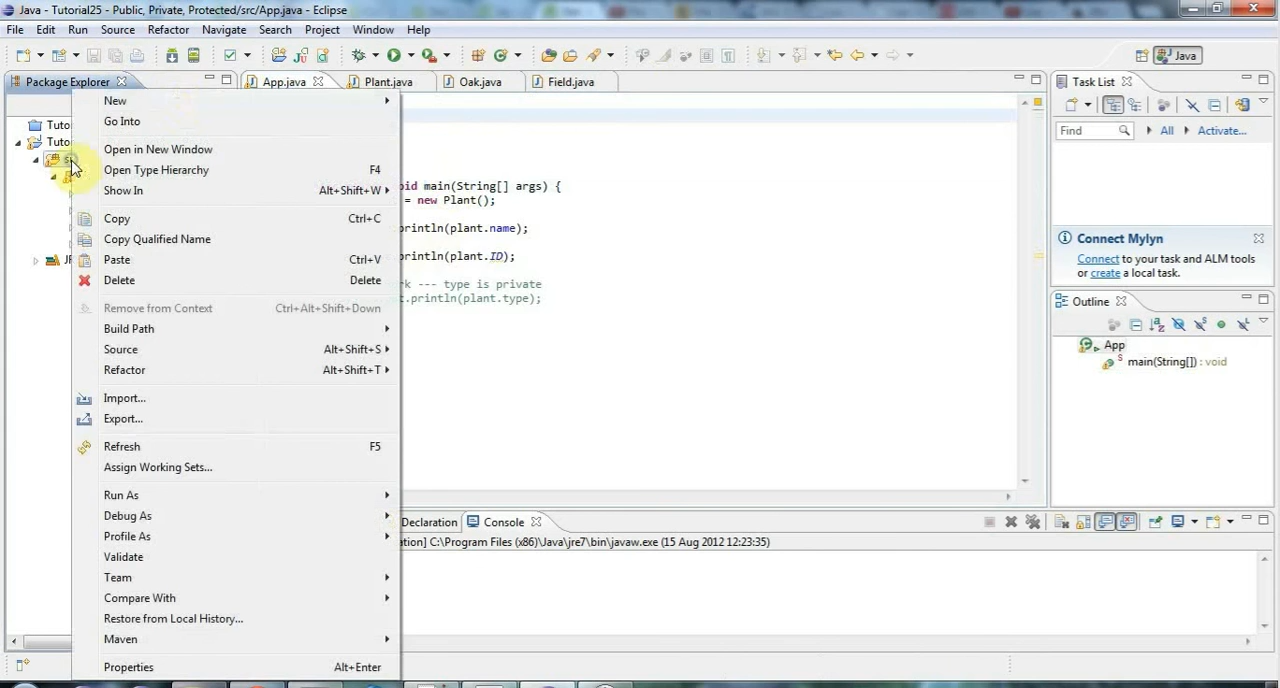 Java - Tutorial25 - Public, Private, Protected/src/App.java - Eclipse
File Edit Run Source Refactor Navigate Search Project Window Help
Java
Package Explorer
App.java Plant.java Oak.java Field.java
Task List
Find All Activate...
Tutor
Tutor
s
JR
New
Go Into
Open in New Window
Open Type Hierarchy F4
Show In Alt+Shift+W
Copy Ctrl+C
Copy Qualified Name
Paste Ctrl+V
Delete Delete
Remove from Context Ctrl+Alt+Shift+Down
Build Path
Source Alt+Shift+S
Refactor Alt+Shift+T
Import...
Export...
Refresh F5
Assign Working Sets...
Run As
Debug As
Profile As
Validate
Team
Compare With
Restore from Local History...
Maven
Properties Alt+Enter
oid main(String[] args) {
= new Plant();
println(plant.name);
println(plant.ID);
rk --- type is private
t.println(plant.type);
Connect Mylyn
Connect to your task and ALM tools
or create a local task.
Outline
App
S main(String[]) : void
Declaration Console
ation] C:\Program Files (x86)\Java\jre7\bin\javaw.exe (15 Aug 2012 12:23:35)